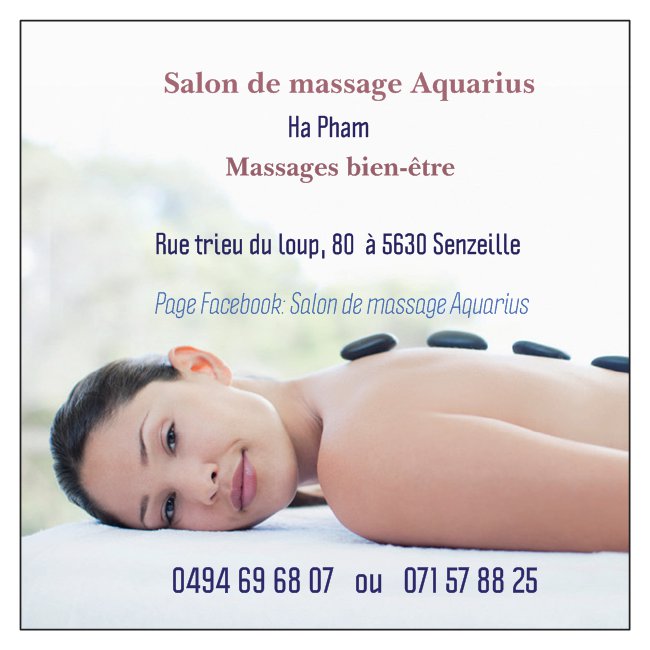 Salon de massage Aquarius
Ha Pham
Massages bien-être
Rue trieu du loup, 80 à 5630 Senzeille
Page Facebook: Salon de massage Aquarius
0494 69 68 07 ou 071 57 88 25